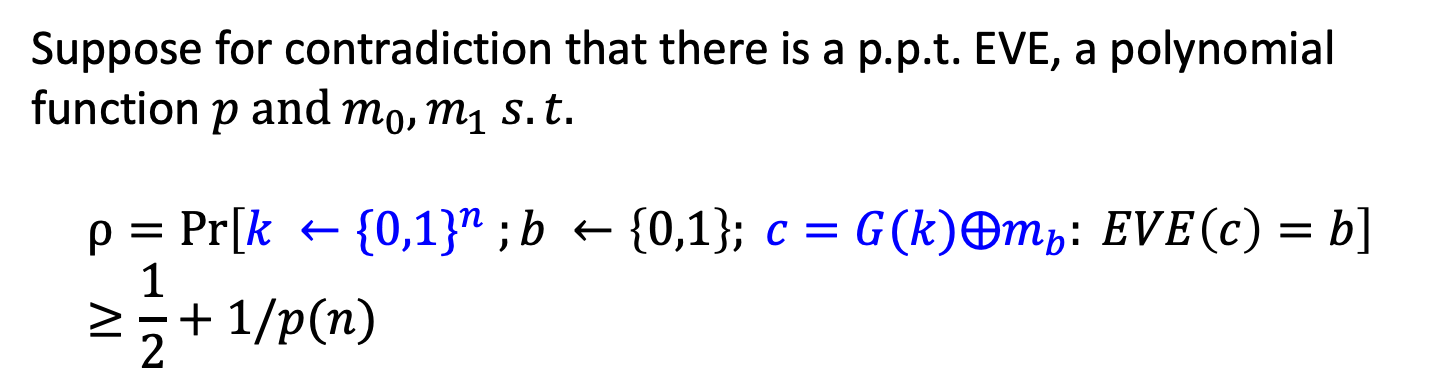 Suppose for contradiction that there is a p.p.t. EVE, a polynomial
function p and m₀, m₁ s.t.
ρ = Pr[k ← {0,1}ⁿ ; b ← {0,1}; c = G(k)⊕m_b: EVE(c) = b]
≥ 1/2 + 1/p(n)